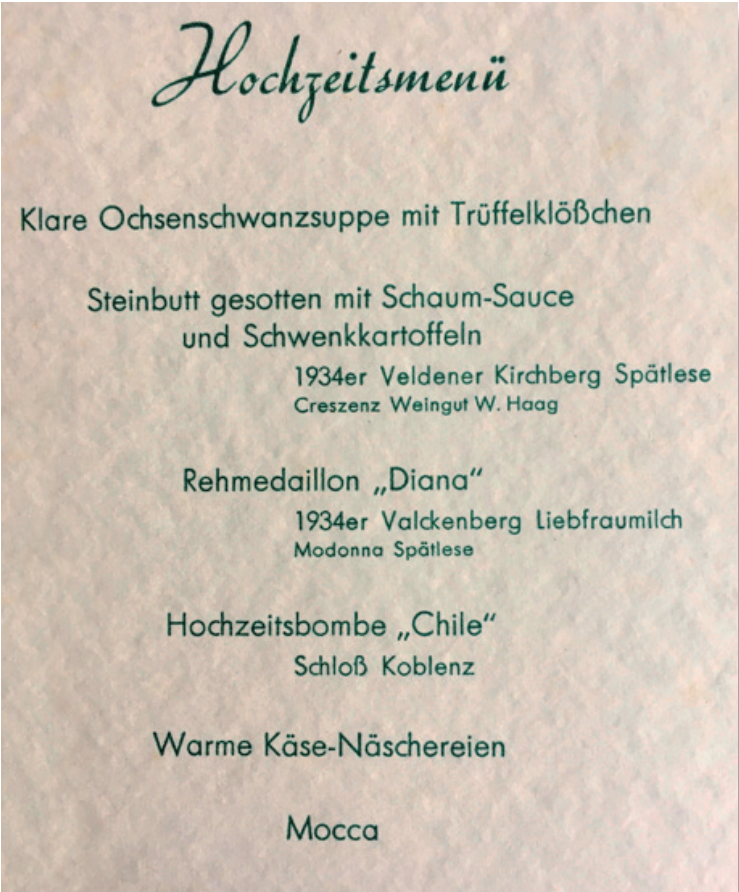 Hochzeitsmenü
Klare Ochsenschwanzsuppe mit Trüffelklößchen
Steinbutt gesotten mit Schaum-Sauce
und Schwenkkartoffeln
1934er Veldener Kirchberg Spätlese
Creszenz Weingut W. Haag
Rehmedaillon „Diana“
1934er Valckenberg Liebfraumilch
Modonna Spätlese
Hochzeitsbombe „Chile“
Schloß Koblenz
Warme Käse-Näschereien
Mocca